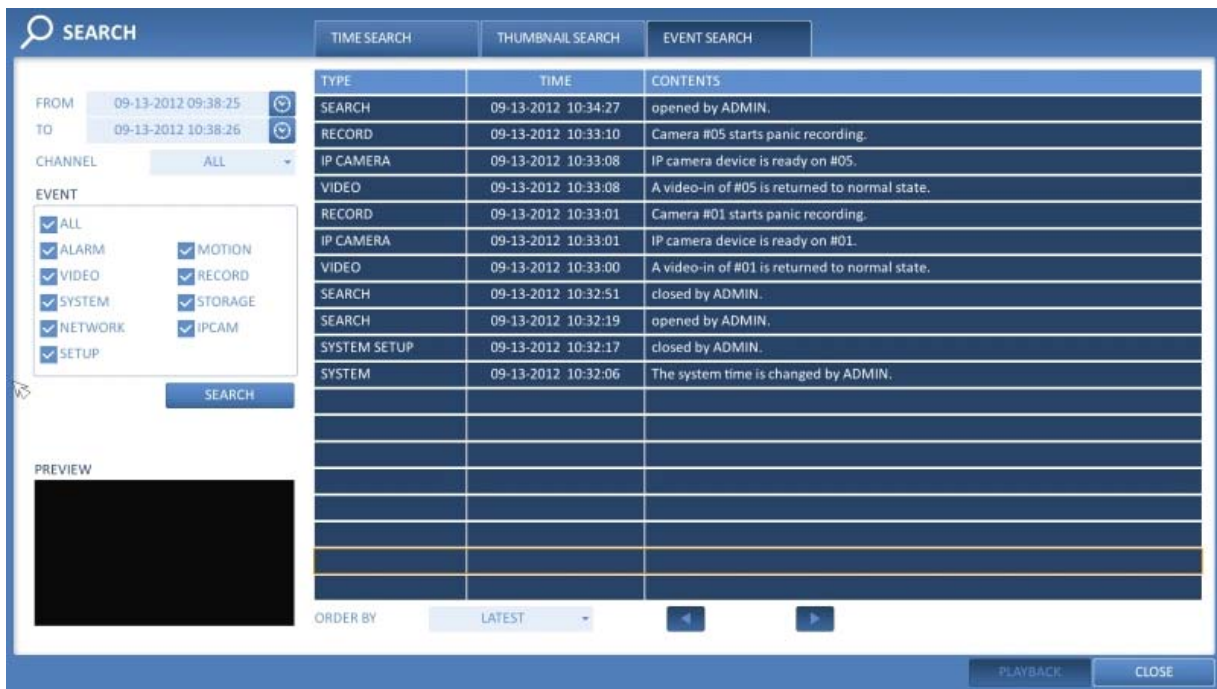 SEARCH
TIME SEARCH THUMBNAIL SEARCH EVENT SEARCH
FROM 09-13-2012 09:38:25
TO 09-13-2012 10:38:26
CHANNEL ALL
EVENT
ALL
ALARM MOTION
VIDEO RECORD
SYSTEM STORAGE
NETWORK IPCAM
SETUP
SEARCH
PREVIEW
TYPE TIME CONTENTS
SEARCH 09-13-2012 10:34:27 opened by ADMIN.
RECORD 09-13-2012 10:33:10 Camera #05 starts panic recording.
IP CAMERA 09-13-2012 10:33:08 IP camera device is ready on #05.
VIDEO 09-13-2012 10:33:08 A video-in of #05 is returned to normal state.
RECORD 09-13-2012 10:33:01 Camera #01 starts panic recording.
IP CAMERA 09-13-2012 10:33:01 IP camera device is ready on #01.
VIDEO 09-13-2012 10:33:00 A video-in of #01 is returned to normal state.
SEARCH 09-13-2012 10:32:51 closed by ADMIN.
SEARCH 09-13-2012 10:32:19 opened by ADMIN.
SYSTEM SETUP 09-13-2012 10:32:17 closed by ADMIN.
SYSTEM 09-13-2012 10:32:06 The system time is changed by ADMIN.
ORDER BY LATEST
PLAYBACK CLOSE